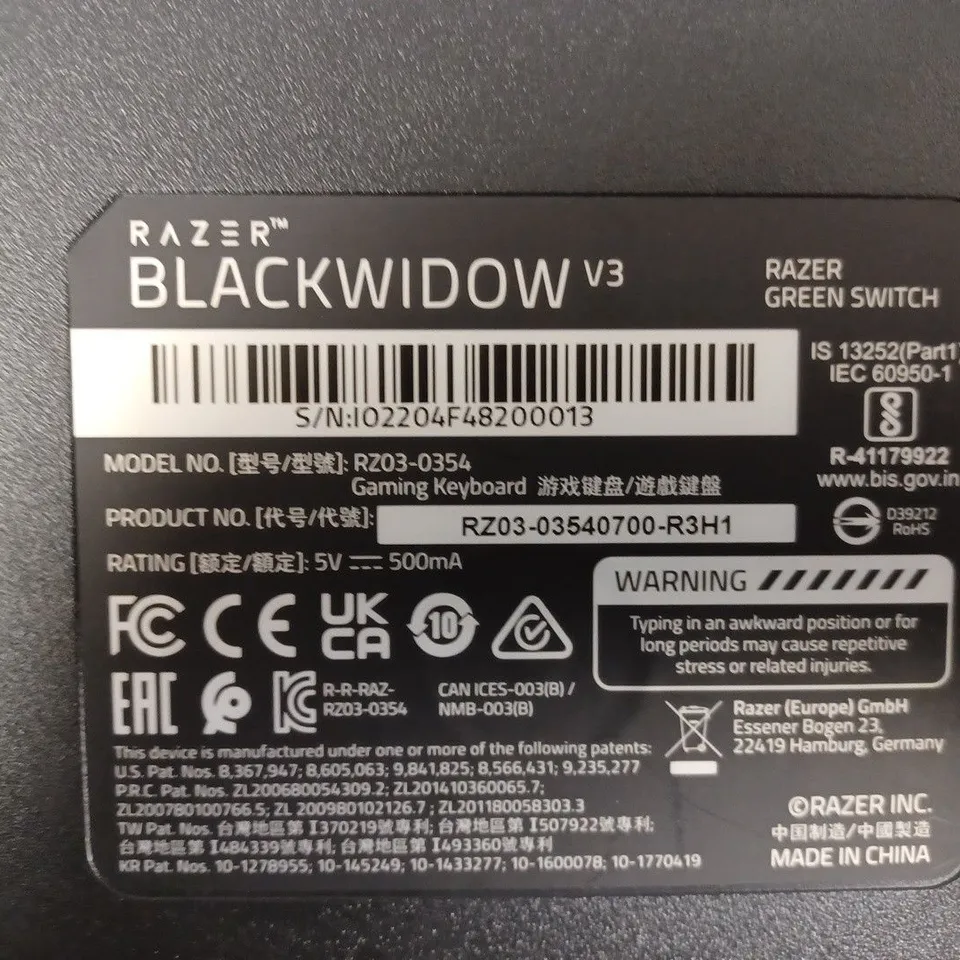 RAZER™
BLACKWIDOW V3
RAZER
GREEN SWITCH
S/N:IO2204F48200013
IS 13252(Part1)
IEC 60950-1
R-41179922
www.bis.gov.in
MODEL NO. [型号/型號]: RZ03-0354
Gaming Keyboard 游戏键盘/遊戲鍵盤
PRODUCT NO. [代号/代號]: RZ03-03540700-R3H1
D39212
RoHS
RATING [额定/額定]: 5V ⎓ 500mA
FC CE UK
CA 10
WARNING
Typing in an awkward position or for
long periods may cause repetitive
stress or related injuries.
EAC
R-R-RAZ-
RZ03-0354
CAN ICES-003(B) /
NMB-003(B)
Razer (Europe) GmbH
Essener Bogen 23,
22419 Hamburg, Germany
This device is manufactured under one or more of the following patents:
U.S. Pat. Nos. 8,367,947; 8,605,063; 9,841,825; 8,566,431; 9,235,277
P.R.C. Pat. Nos. ZL200680054309.2; ZL201410360065.7;
ZL200780100766.5; ZL 200980102126.7 ; ZL201180058303.3
TW Pat. Nos. 台灣地區第 I370219號專利; 台灣地區第 I507922號專利;
台灣地區第 I484339號專利; 台灣地區第 I493360號專利
KR Pat. Nos. 10-1278955; 10-145249; 10-1433277; 10-1600078; 10-1770419
©RAZER INC.
中国制造/中國製造
MADE IN CHINA